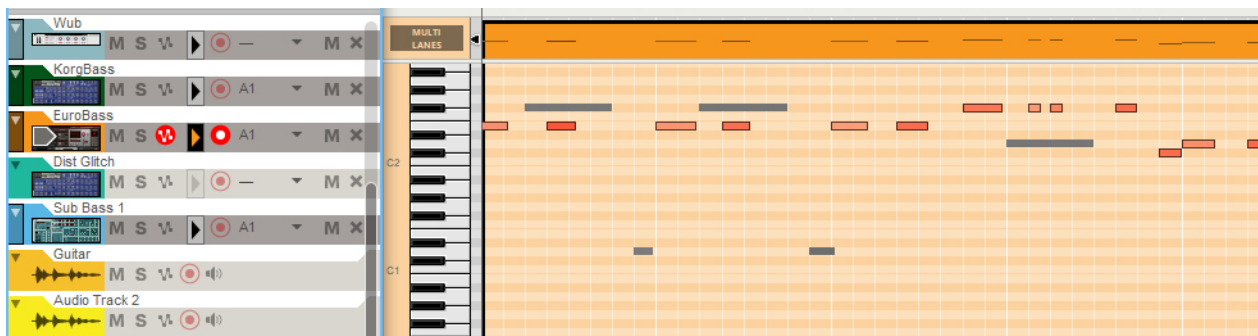 Wub
M S — M X
MULTI
LANES
KorgBass
M S A1 M X
EuroBass
M S A1 M X
Dist Glitch
M S — M X
C2
Sub Bass 1
M S A1 M X
Guitar
M S
C1
Audio Track 2
M S